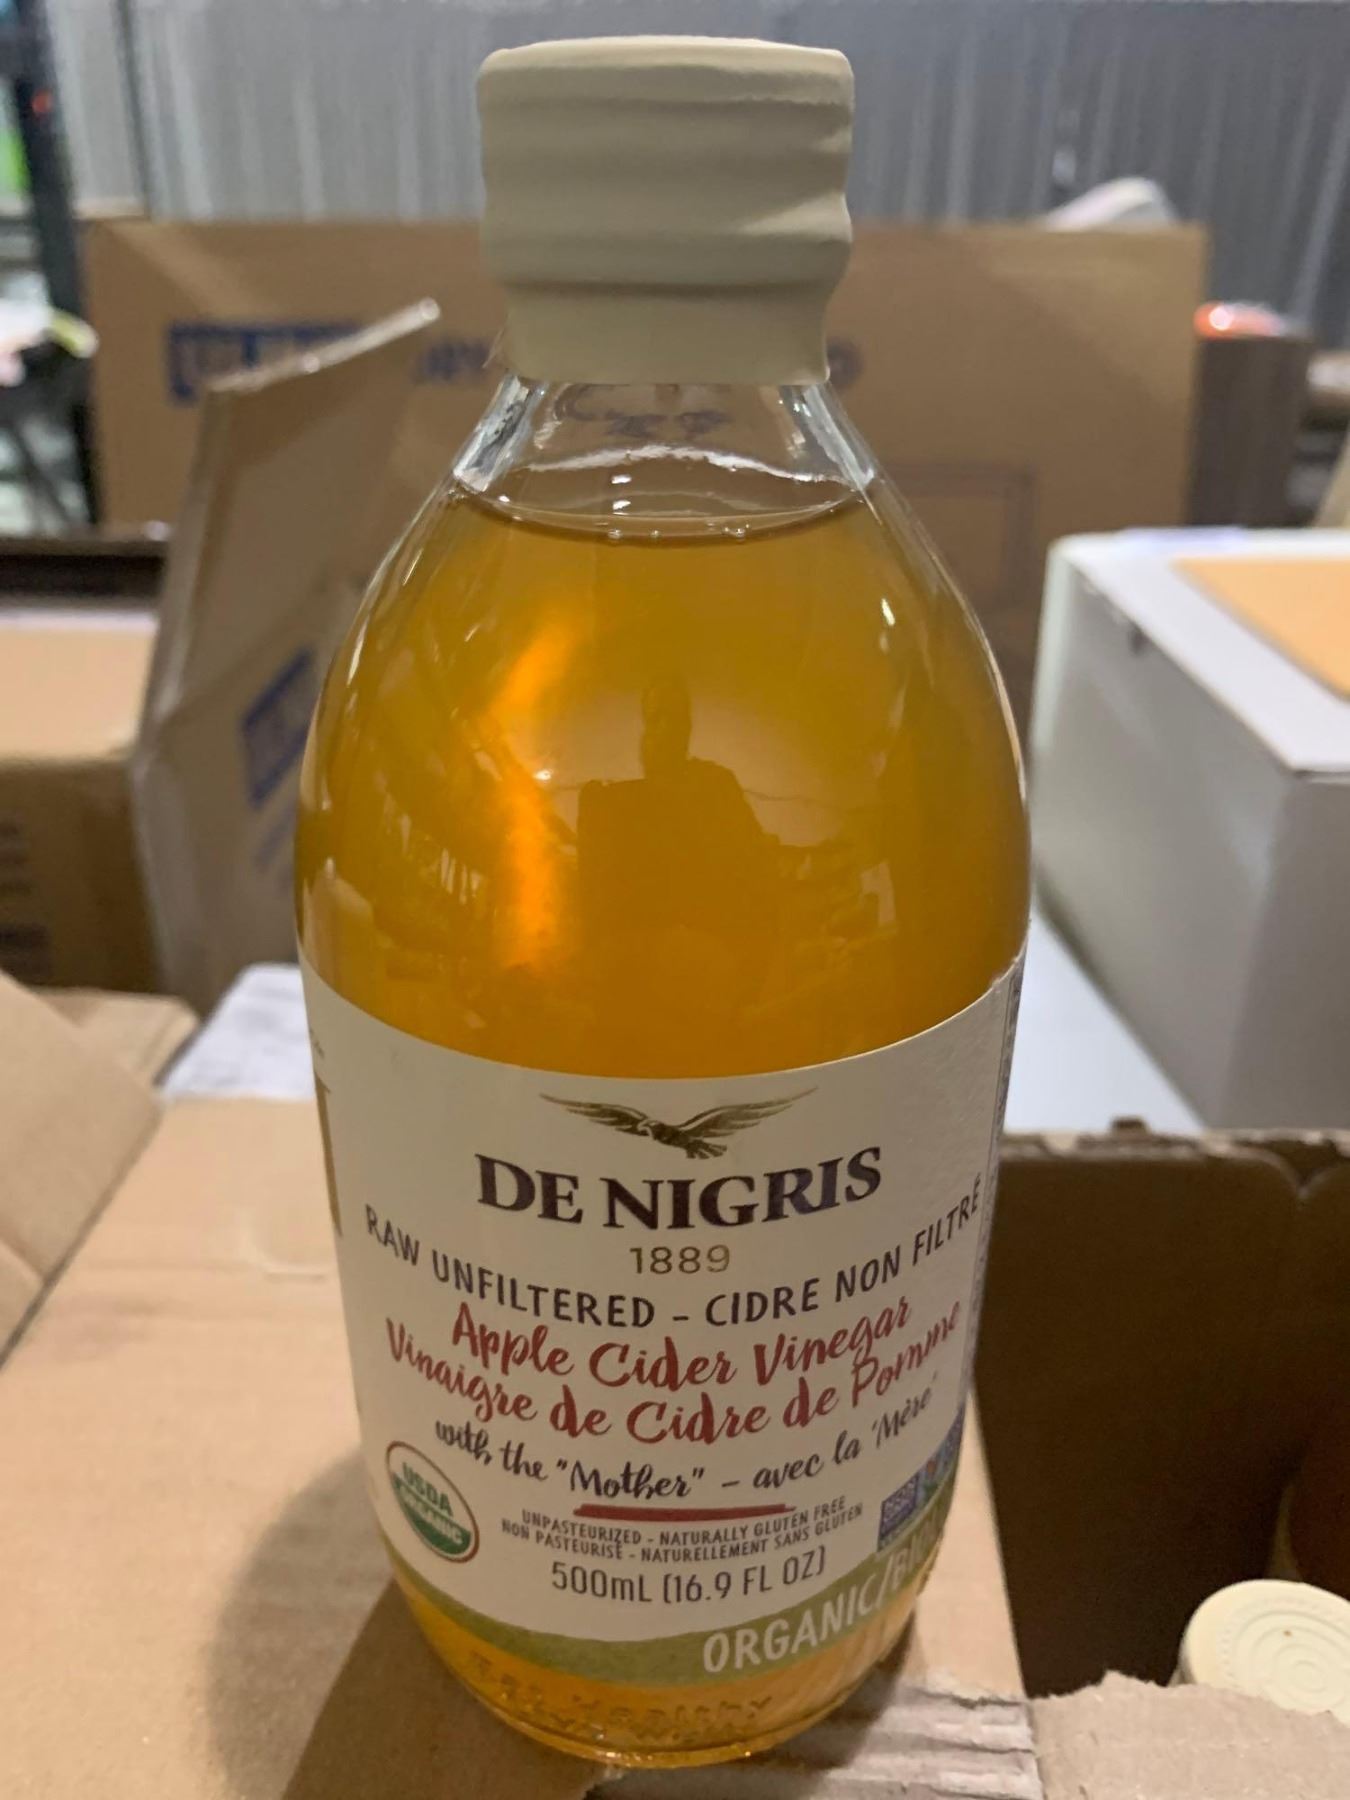 DE NIGRIS
1889
RAW UNFILTERED - CIDRE NON FILTRÉ
Apple Cider Vinegar
Vinaigre de Cidre de Pomme
with the "Mother" - avec la 'Mère'
USDA
ORGANIC
UNPASTEURIZED - NATURALLY GLUTEN FREE
NON PASTEURISÉ - NATURELLEMENT SANS GLUTEN
500mL (16.9 FL OZ)
ORGANIC/